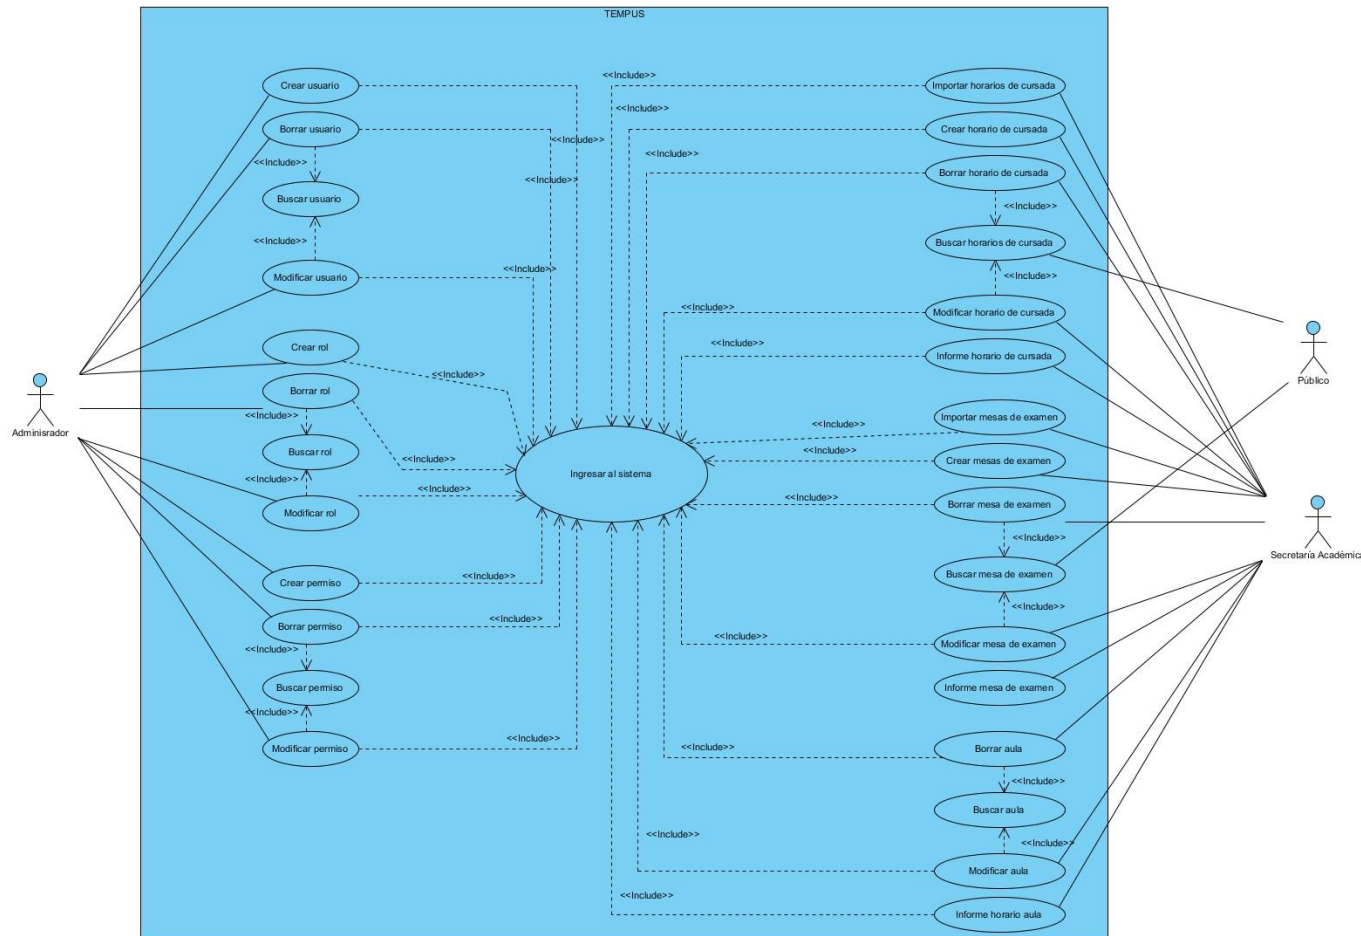 TEMPUS
Crear usuario
<<Include>>
Importar horarios de cursada
<<Include>>
Borrar usuario
<<Include>>
Crear horario de cursada
<<Include>>
<<Include>>
<<Include>>
Borrar horario de cursada
<<Include>>
Buscar usuario
<<Include>>
<<Include>>
Buscar horarios de cursada
<<Include>>
Modificar usuario
<<Include>>
<<Include>>
Modificar horario de cursada
Crear rol
<<Include>>
Informe horario de cursada
<<Include>>
Público
Borrar rol
<<Include>>
Adminisrador
Importar mesas de examen
<<Include>>
Buscar rol
<<Include>>
Crear mesas de examen
<<Include>>
Ingresar al sistema
<<Include>>
<<Include>>
Modificar rol
<<Include>>
Borrar mesa de examen
<<Include>>
<<Include>>
Secretaría Académica
Crear permiso
<<Include>>
Buscar mesa de examen
Borrar permiso
<<Include>>
<<Include>>
<<Include>>
Modificar mesa de examen
<<Include>>
Buscar permiso
Informe mesa de examen
<<Include>>
Modificar permiso
<<Include>>
<<Include>>
Borrar aula
<<Include>>
Buscar aula
<<Include>>
<<Include>>
Modificar aula
<<Include>>
Informe horario aula